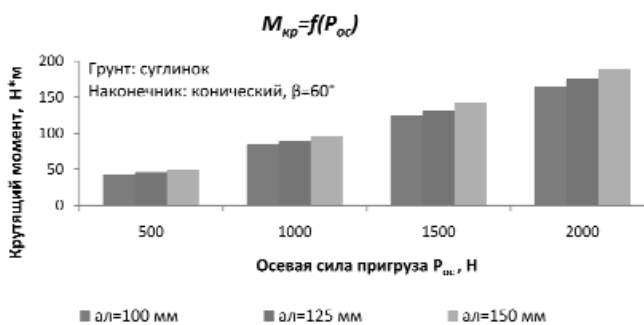 Mкр=f(Pос)
200
Грунт: суглинок
Наконечник: конический, β=60°
150
100
50
0
Крутящий момент, Н*м
500 1000 1500 2000
Осевая сила пригруза Pос, Н
aл=100 мм aл=125 мм aл=150 мм